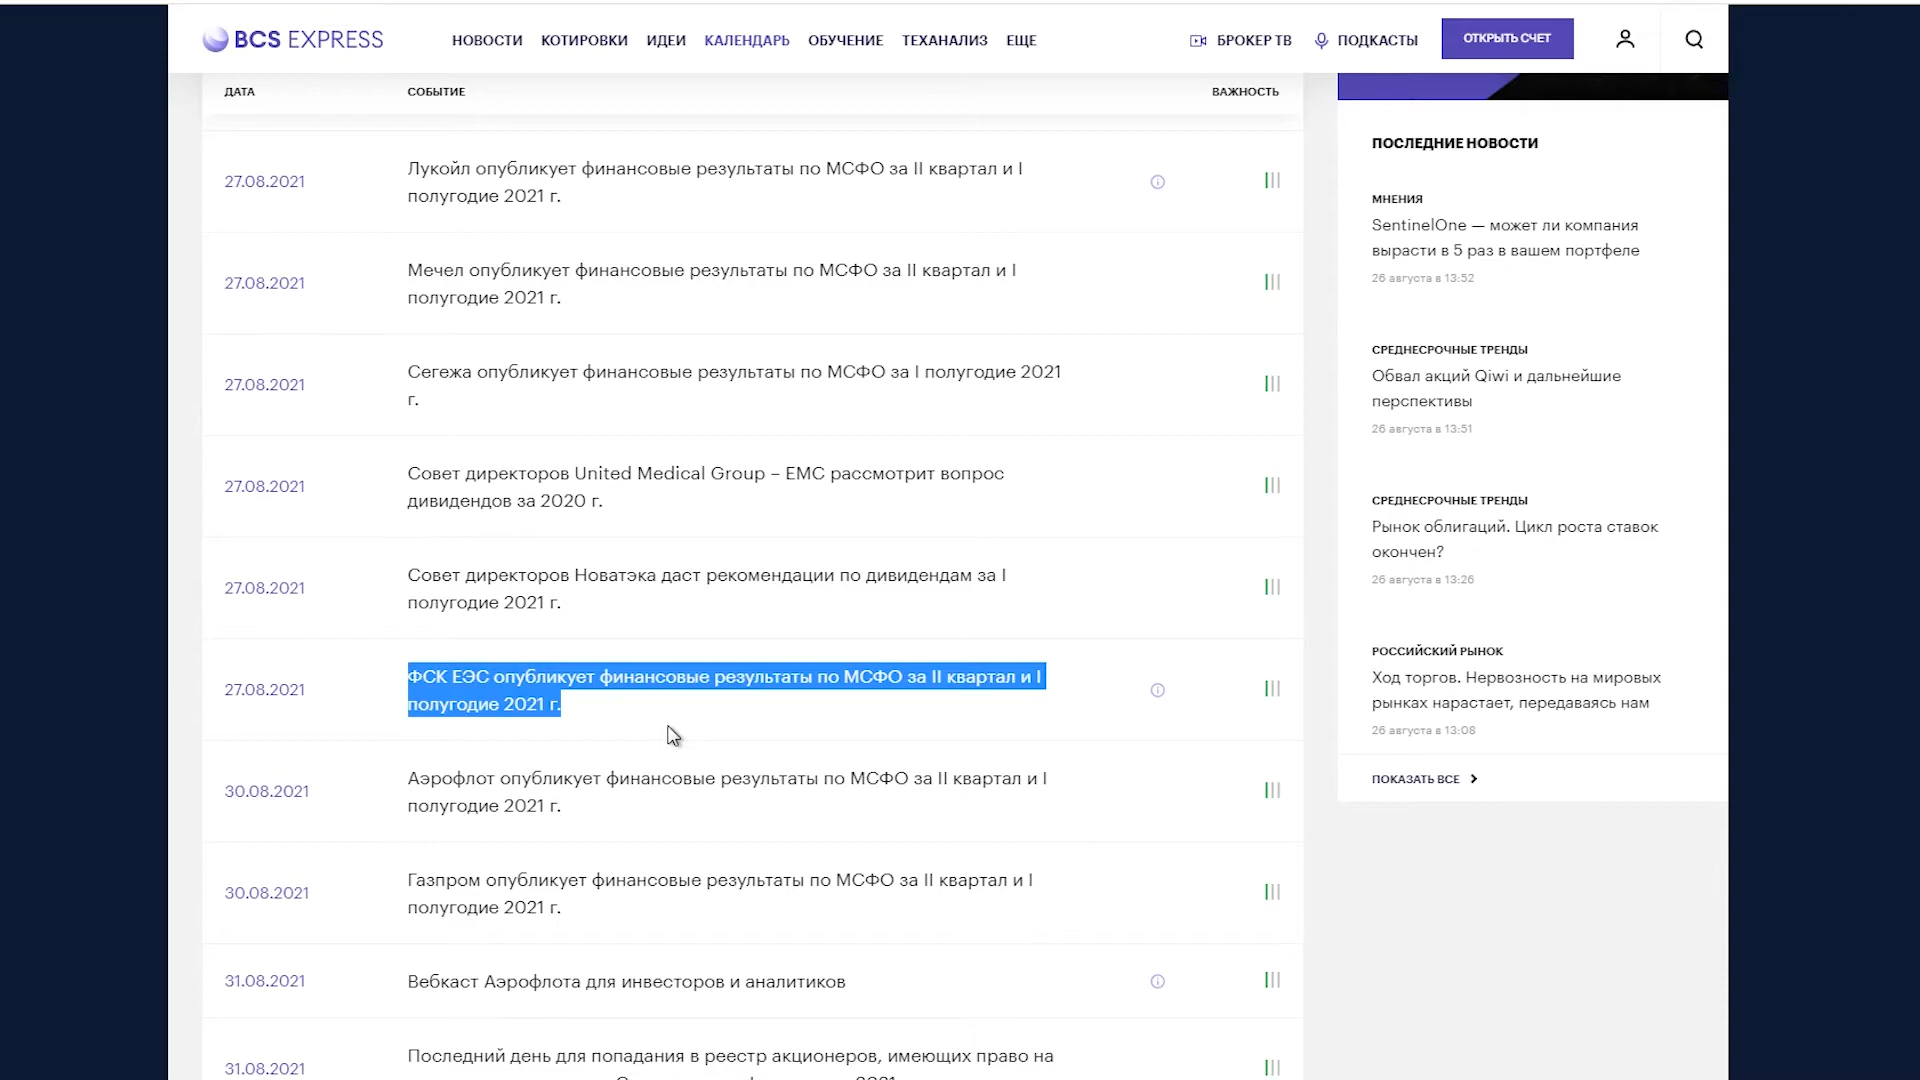 BCS EXPRESS
НОВОСТИ КОТИРОВКИ ИДЕИ КАЛЕНДАРЬ ОБУЧЕНИЕ ТЕХАНАЛИЗ ЕЩЕ
БРОКЕР ТВ ПОДКАСТЫ ОТКРЫТЬ СЧЕТ
ДАТА СОБЫТИЕ ВАЖНОСТЬ
27.08.2021
Лукойл опубликует финансовые результаты по МСФО за II квартал и I
полугодие 2021 г.
27.08.2021
Мечел опубликует финансовые результаты по МСФО за II квартал и I
полугодие 2021 г.
27.08.2021
Сегежа опубликует финансовые результаты по МСФО за I полугодие 2021
г.
27.08.2021
Совет директоров United Medical Group – ЕМС рассмотрит вопрос
дивидендов за 2020 г.
27.08.2021
Совет директоров Новатэка даст рекомендации по дивидендам за I
полугодие 2021 г.
27.08.2021
ФСК ЕЭС опубликует финансовые результаты по МСФО за II квартал и I
полугодие 2021 г.
30.08.2021
Аэрофлот опубликует финансовые результаты по МСФО за II квартал и I
полугодие 2021 г.
30.08.2021
Газпром опубликует финансовые результаты по МСФО за II квартал и I
полугодие 2021 г.
31.08.2021
Вебкаст Аэрофлота для инвесторов и аналитиков
31.08.2021
Последний день для попадания в реестр акционеров, имеющих право на
ПОСЛЕДНИЕ НОВОСТИ
МНЕНИЯ
SentinelOne — может ли компания
вырасти в 5 раз в вашем портфеле
26 августа в 13:52
СРЕДНЕСРОЧНЫЕ ТРЕНДЫ
Обвал акций Qiwi и дальнейшие
перспективы
26 августа в 13:51
СРЕДНЕСРОЧНЫЕ ТРЕНДЫ
Рынок облигаций. Цикл роста ставок
окончен?
26 августа в 13:26
РОССИЙСКИЙ РЫНОК
Ход торгов. Нервозность на мировых
рынках нарастает, передаваясь нам
26 августа в 13:08
ПОКАЗАТЬ ВСЕ